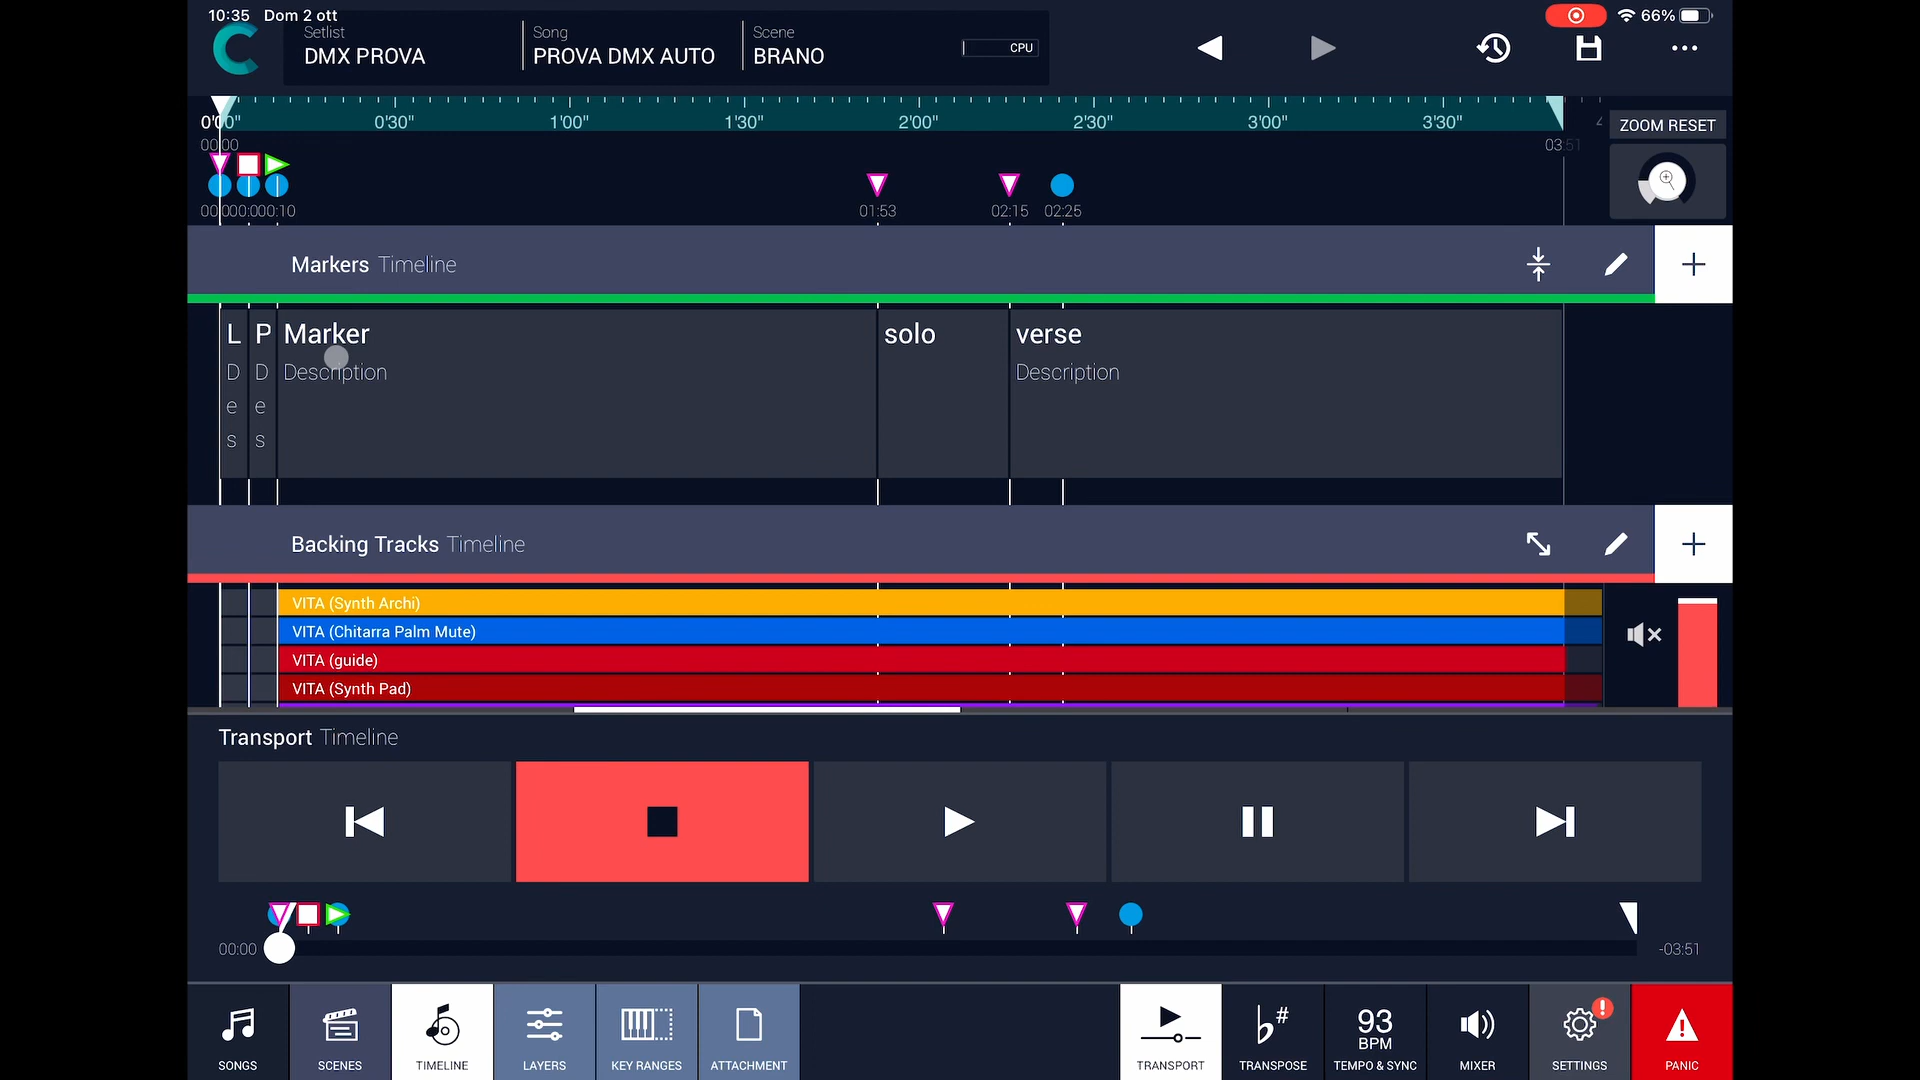 10:35 Dom 2 ott
66%
Setlist
DMX PROVA
Song
PROVA DMX AUTO
Scene
BRANO
CPU
0'00" 0'30" 1'00" 1'30" 2'00" 2'30" 3'00" 3'30"
00:00 03:51
ZOOM RESET
00:10 01:53 02:15 02:25
Markers Timeline
L P Marker solo verse
D D Description Description
e e
s s
Backing Tracks Timeline
VITA (Synth Archi)
VITA (Chitarra Palm Mute)
VITA (guide)
VITA (Synth Pad)
Transport Timeline
00:00 -03:51
93
BPM
SONGS SCENES TIMELINE LAYERS KEY RANGES ATTACHMENT TRANSPORT TRANSPOSE TEMPO & SYNC MIXER SETTINGS PANIC